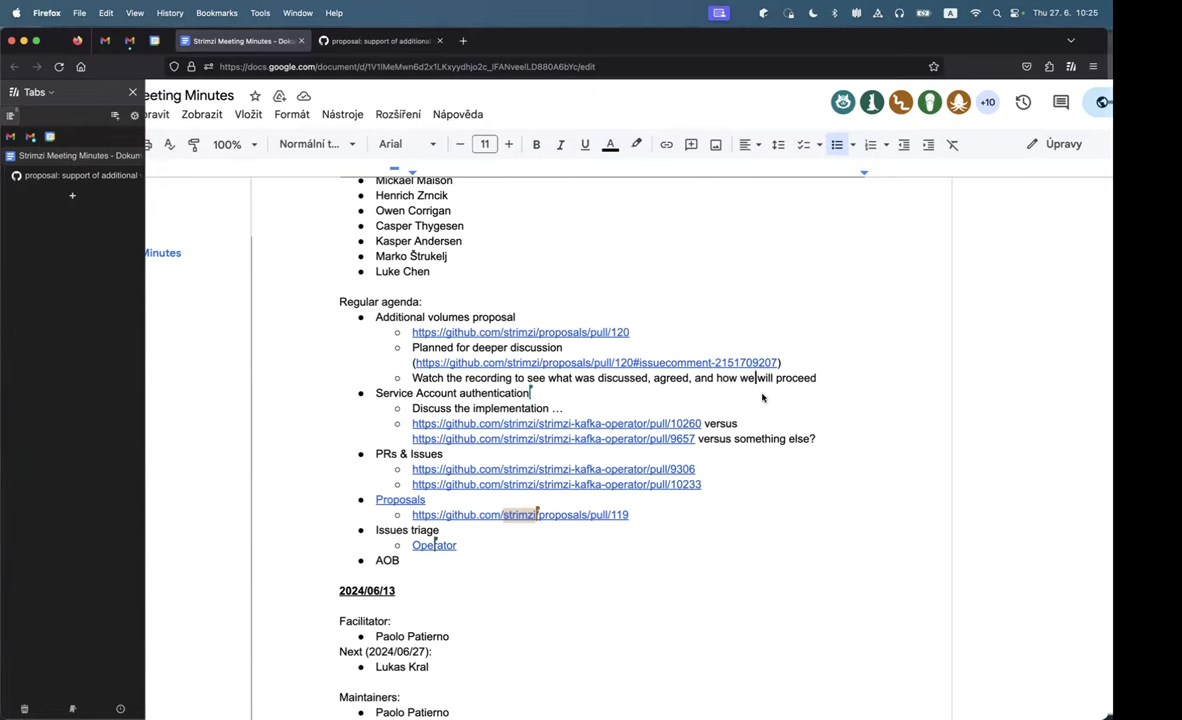 Firefox File Edit View History Bookmarks Tools Window Help A Thu 27. 6. 10:25
Strimzi Meeting Minutes - Doku proposal: support of additional
https://docs.google.com/document/d/1V1lMeMwn6d2x1LKxyydhjo2c_lFANveelLD880A6bYc/edit
Tabs
eeting Minutes
+10
pravit Zobrazit Vložit Formát Nástroje Rozšíření Nápověda
100% Normální t... Arial 11 B I U A Úpravy
Strimzi Meeting Minutes - Dokum
proposal: support of additional
Minutes
Mickael Maison
Henrich Zrncik
Owen Corrigan
Casper Thygesen
Kasper Andersen
Marko Štrukelj
Luke Chen
Regular agenda:
Additional volumes proposal
https://github.com/strimzi/proposals/pull/120
Planned for deeper discussion
(https://github.com/strimzi/proposals/pull/120#issuecomment-2151709207)
Watch the recording to see what was discussed, agreed, and how we will proceed
Service Account authentication
Discuss the implementation …
https://github.com/strimzi/strimzi-kafka-operator/pull/10260 versus
https://github.com/strimzi/strimzi-kafka-operator/pull/9657 versus something else?
PRs & Issues
https://github.com/strimzi/strimzi-kafka-operator/pull/9306
https://github.com/strimzi/strimzi-kafka-operator/pull/10233
Proposals
https://github.com/strimzi/proposals/pull/119
Issues triage
Operator
AOB
2024/06/13
Facilitator:
Paolo Patierno
Next (2024/06/27):
Lukas Kral
Maintainers:
Paolo Patierno